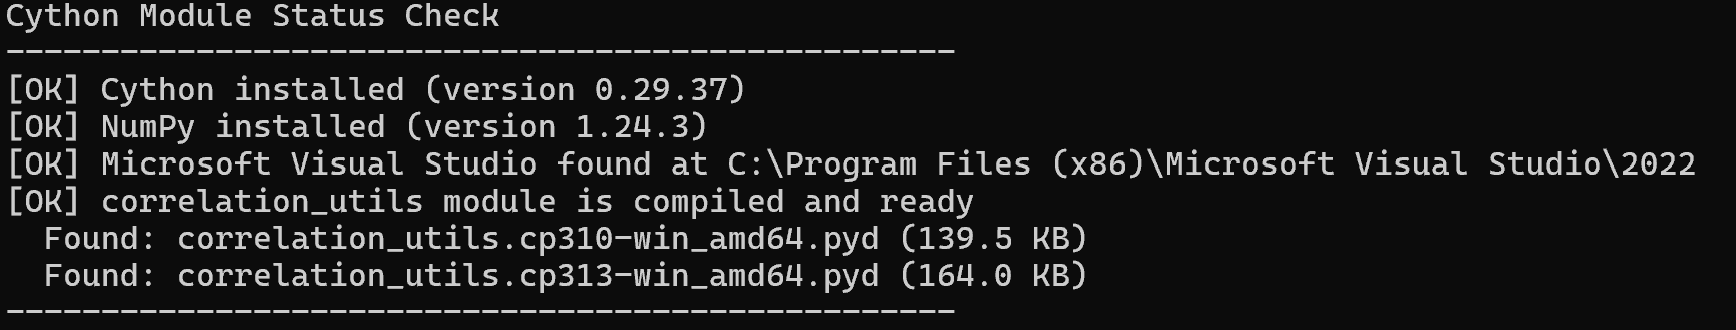 Cython Module Status Check
--------------------------------------------------
[OK] Cython installed (version 0.29.37)
[OK] NumPy installed (version 1.24.3)
[OK] Microsoft Visual Studio found at C:\Program Files (x86)\Microsoft Visual Studio\2022
[OK] correlation_utils module is compiled and ready
  Found: correlation_utils.cp310-win_amd64.pyd (139.5 KB)
  Found: correlation_utils.cp313-win_amd64.pyd (164.0 KB)
--------------------------------------------------